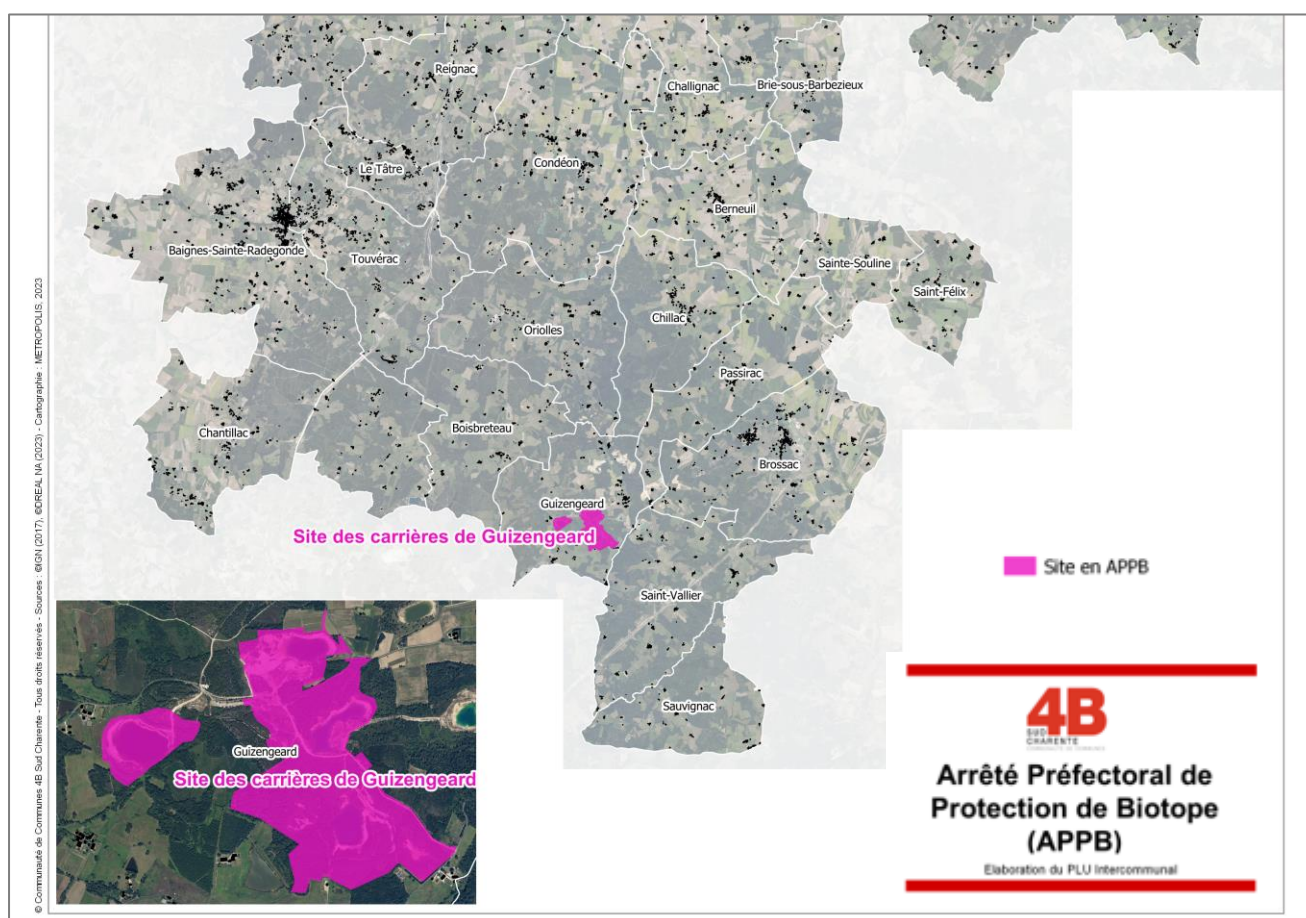 Reignac
Challignac
Brie-sous-Barbezieux
Le Tâtre
Condéon
Berneuil
Baignes-Sainte-Radegonde
Touvérac
Sainte-Souline
Saint-Félix
Oriolles
Chillac
Passirac
Chantillac
Boisbreteau
Brossac
Guizengeard
Site des carrières de Guizengeard
Saint-Vallier
Sauvignac
Guizengeard
Site des carrières de Guizengeard
Site en APPB
4B
SUD
CHARENTE
COMMUNAUTÉ DE COMMUNES
Arrêté Préfectoral de
Protection de Biotope
(APPB)
Elaboration du PLU Intercommunal
© Communauté de Communes 4B Sud Charente - Tous droits réservés - Sources : ©IGN (2017), ©DREAL NA (2023) - Cartographie : METROPOLIS, 2023